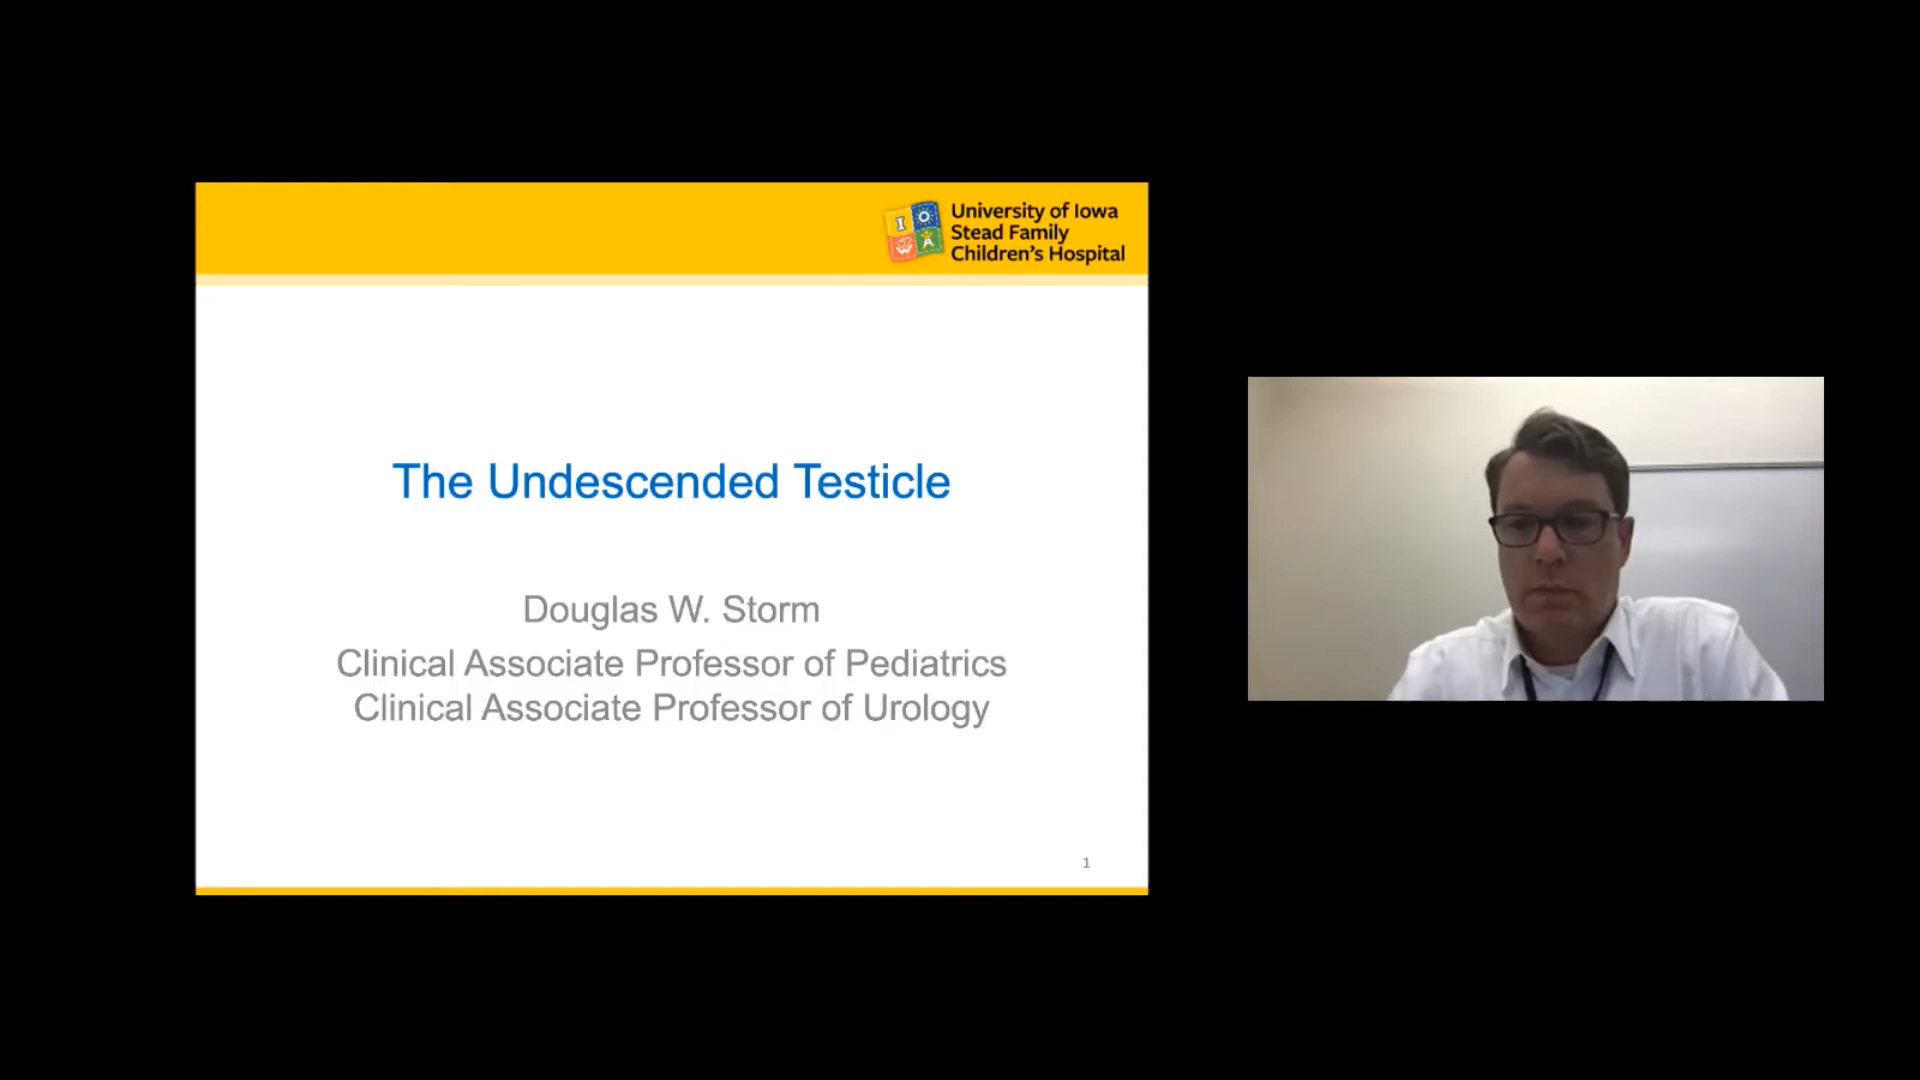 University of Iowa
Stead Family
Children's Hospital
I
O
W
A
The Undescended Testicle
Douglas W. Storm
Clinical Associate Professor of Pediatrics
Clinical Associate Professor of Urology
1